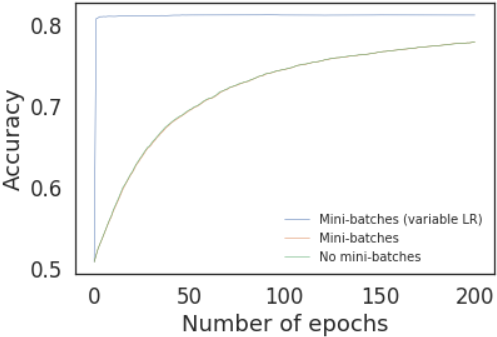 0.8
0.7
0.6
0.5
Accuracy
Mini-batches (variable LR)
Mini-batches
No mini-batches
0 50 100 150 200
Number of epochs